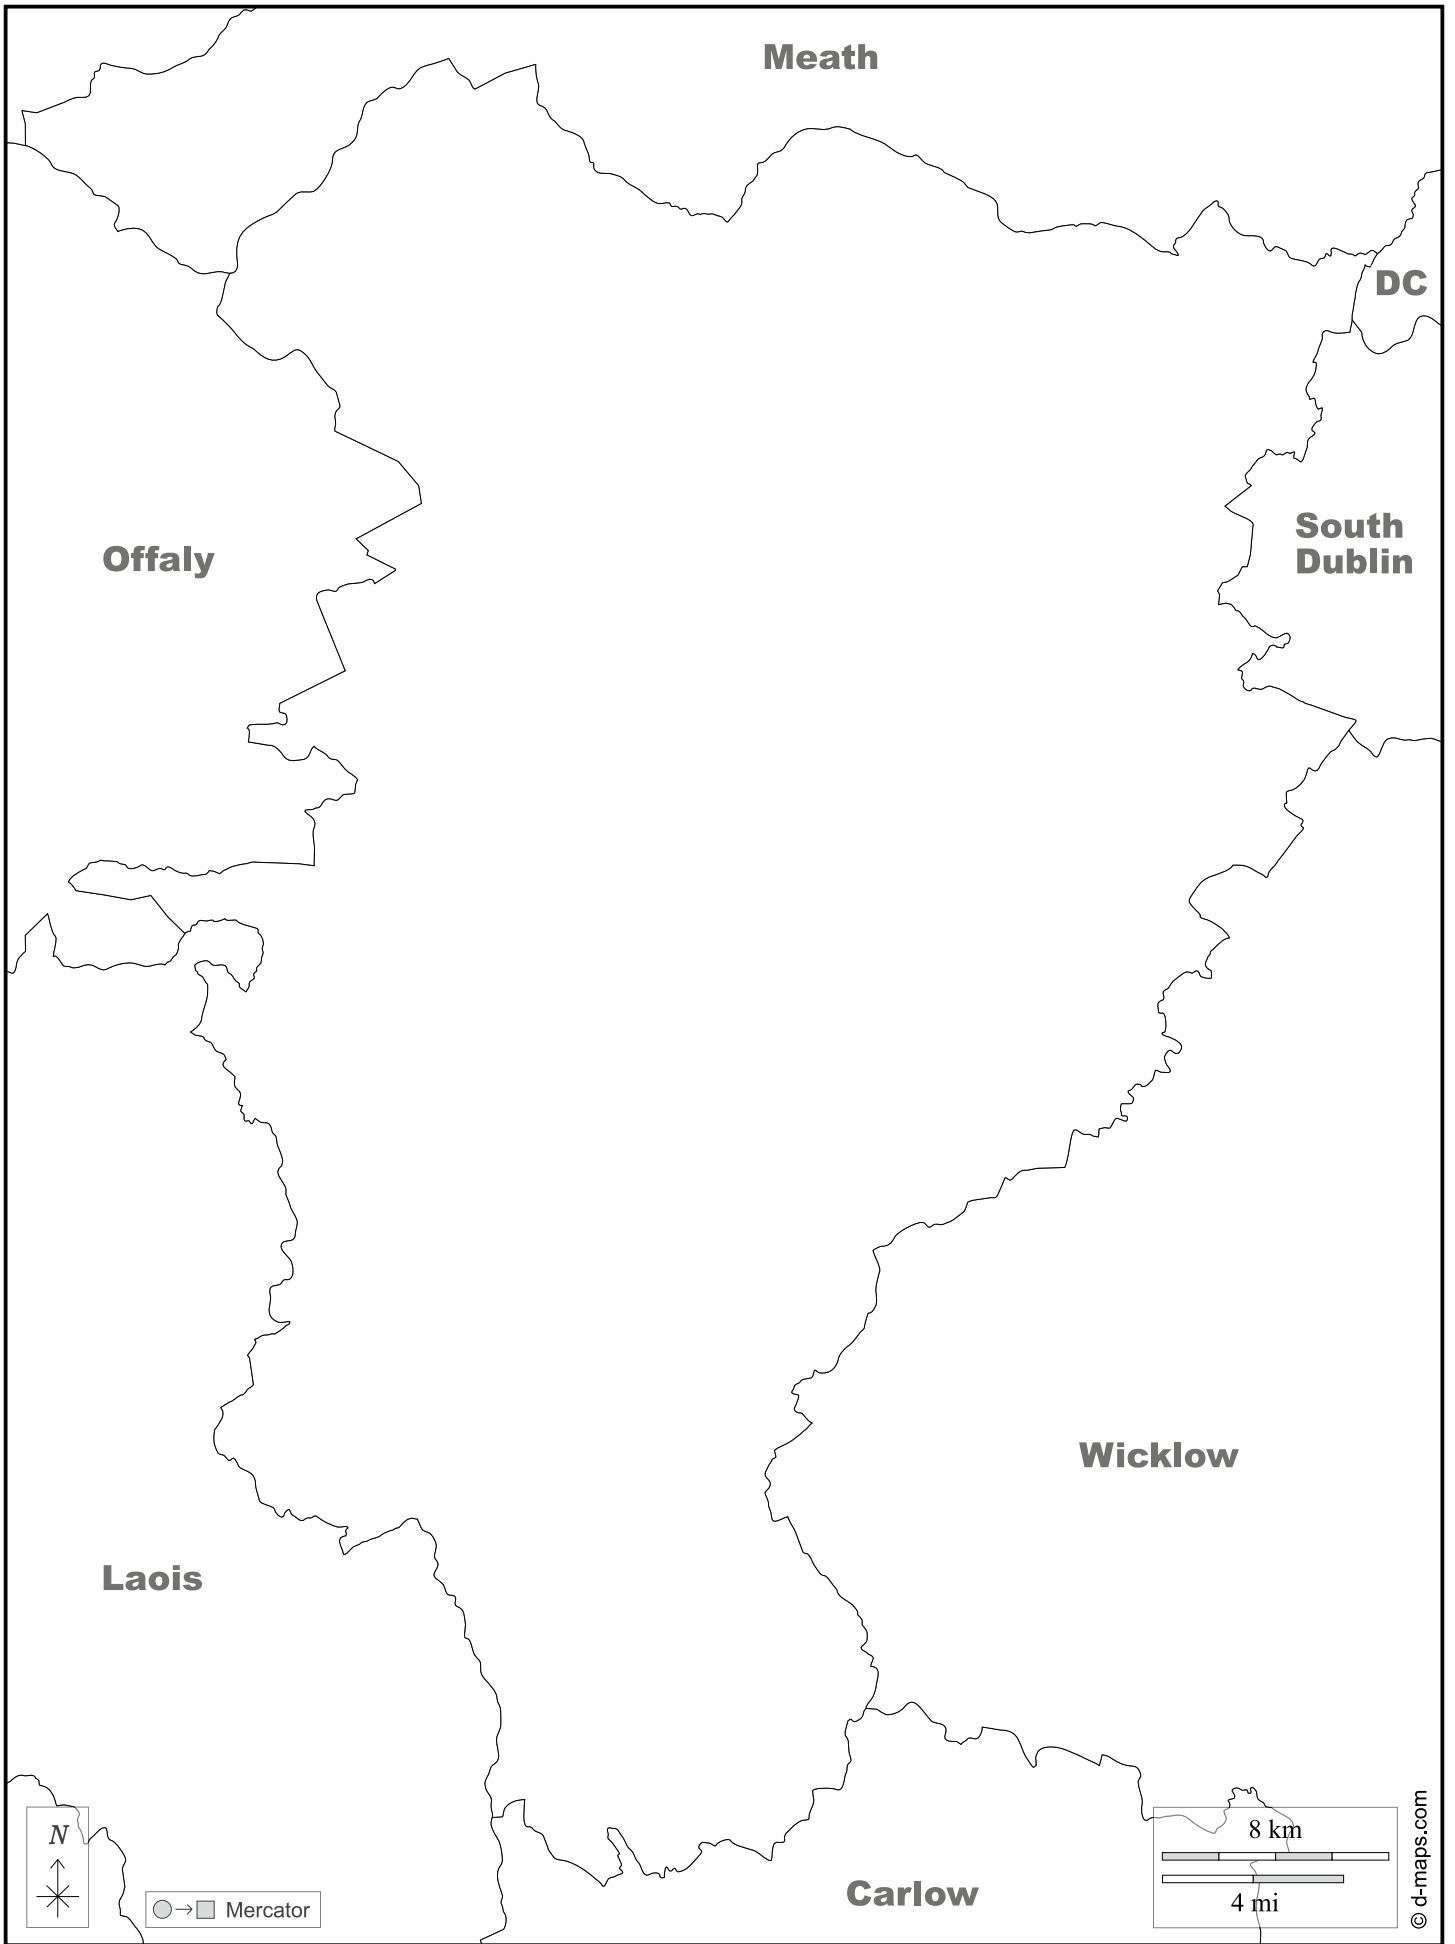 Meath
DC
South
Dublin
Offaly
Wicklow
Laois
Carlow
N
Mercator
8 km
4 mi
© d-maps.com